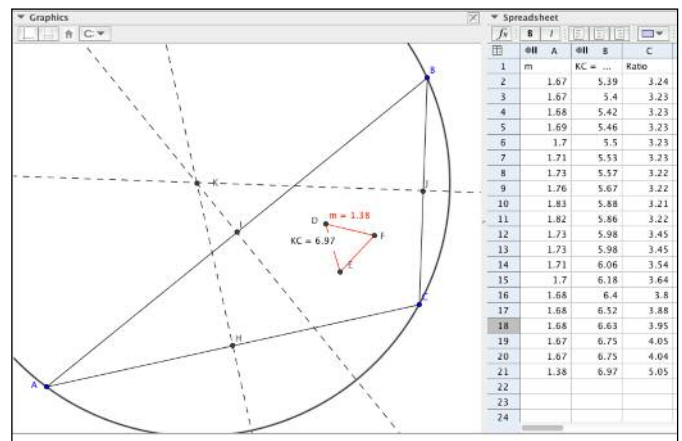 Graphics
Spreadsheet
C:
fx B I
A B C
1 m KC = ... Ratio
2 1.67 5.39 3.24
3 1.67 5.4 3.23
4 1.68 5.42 3.23
5 1.69 5.46 3.23
6 1.7 5.5 3.23
7 1.71 5.53 3.23
8 1.73 5.57 3.22
9 1.76 5.67 3.22
10 1.83 5.88 3.21
11 1.82 5.86 3.22
12 1.73 5.98 3.45
13 1.73 5.98 3.45
14 1.71 6.06 3.54
15 1.7 6.18 3.64
16 1.68 6.4 3.8
17 1.68 6.52 3.88
18 1.68 6.63 3.95
19 1.67 6.75 4.05
20 1.67 6.75 4.04
21 1.38 6.97 5.05
22
23
24
B
K
J
D m = 1.38
I
F
KC = 6.97
E
C
H
A